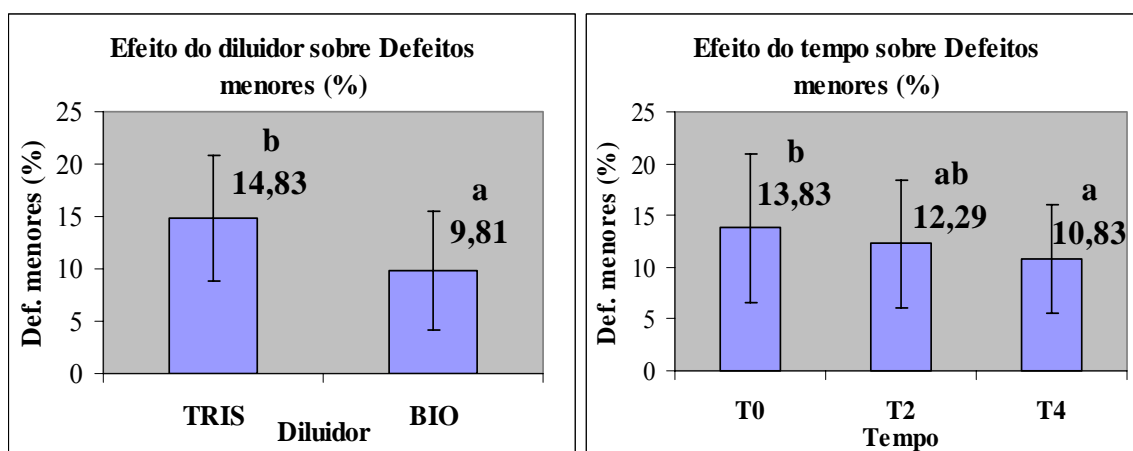 Efeito do diluidor sobre Defeitos
menores (%)
Def. menores (%)
25
20
15
10
5
0
b
14,83
a
9,81
TRIS
BIO
Diluidor
Efeito do tempo sobre Defeitos
menores (%)
Def. menores (%)
25
20
15
10
5
0
b
13,83
ab
12,29
a
10,83
T0
T2
T4
Tempo